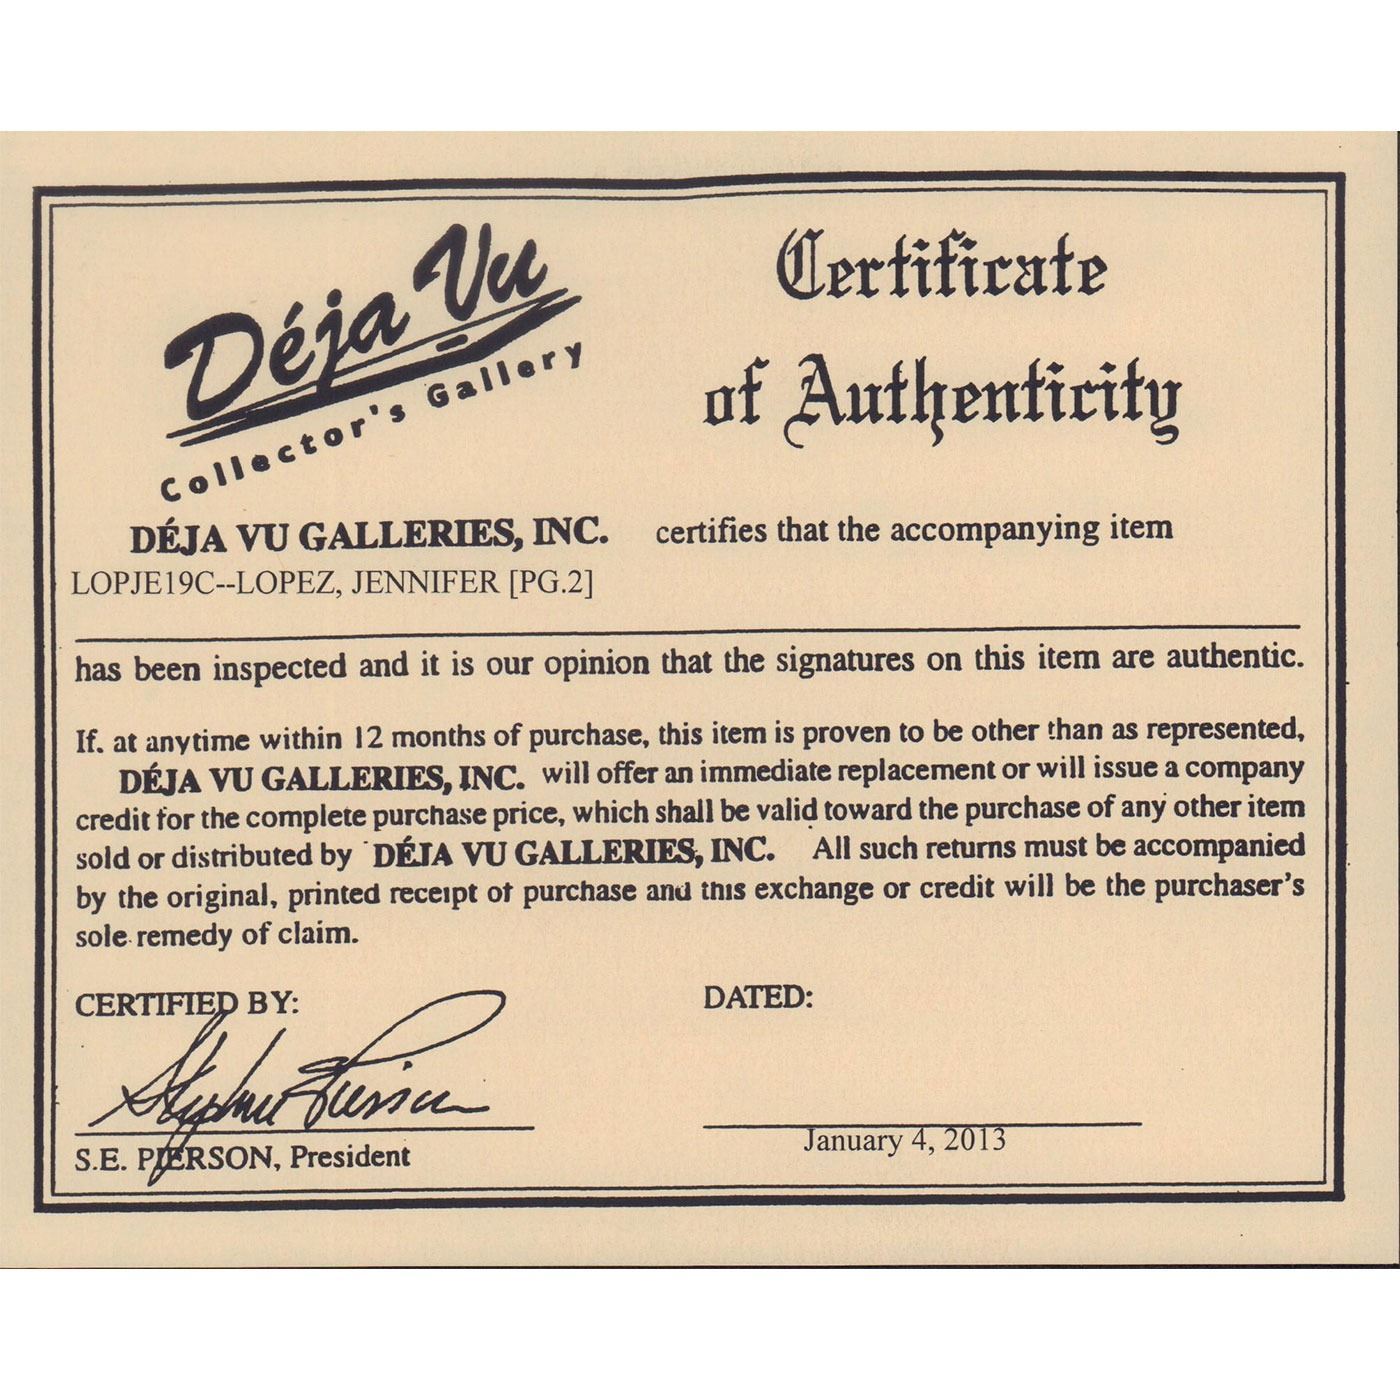 Déja Vu
Collector's Gallery
Certificate
of Authenticity
DÉJA VU GALLERIES, INC. certifies that the accompanying item
LOPJE19C--LOPEZ, JENNIFER [PG.2]
has been inspected and it is our opinion that the signatures on this item are authentic.
If. at anytime within 12 months of purchase, this item is proven to be other than as represented,
DÉJA VU GALLERIES, INC. will offer an immediate replacement or will issue a company
credit for the complete purchase price, which shall be valid toward the purchase of any other item
sold or distributed by DÉJA VU GALLERIES, INC. All such returns must be accompanied
by the original, printed receipt of purchase and this exchange or credit will be the purchaser's
sole remedy of claim.
CERTIFIED BY:
DATED:
Stephen Pierson
January 4, 2013
S.E. PIERSON, President